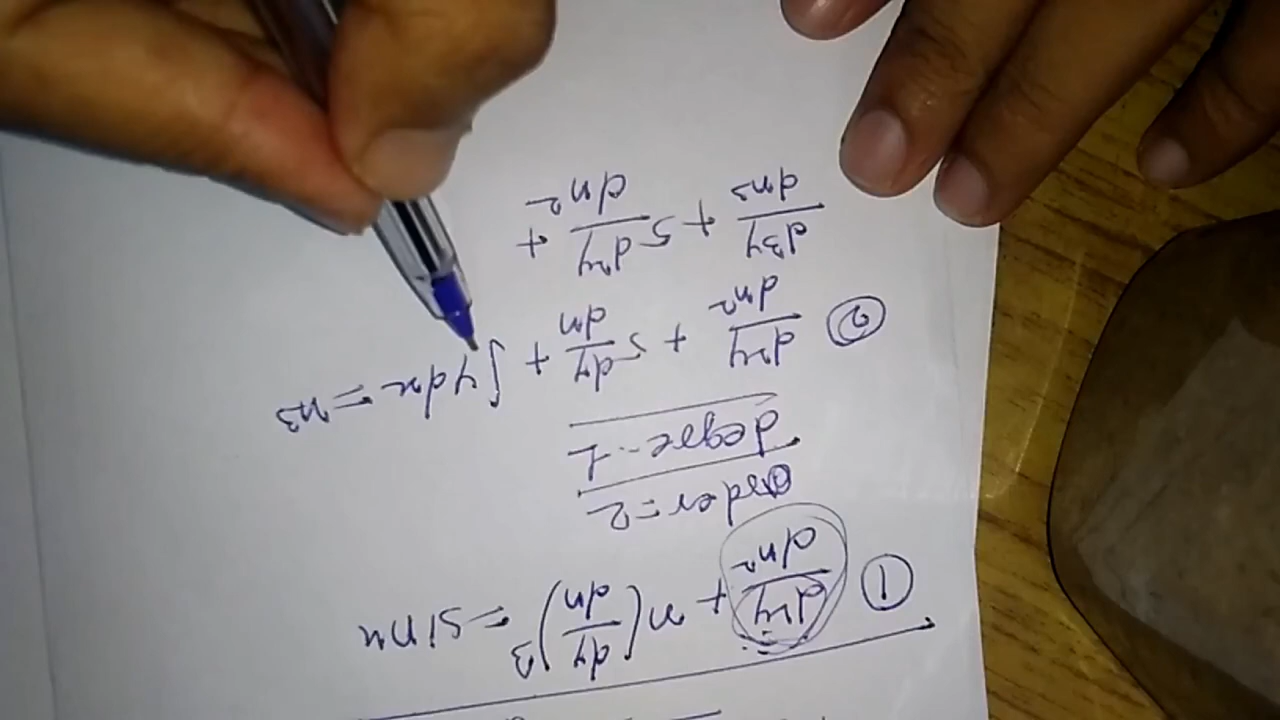 ① d²y/dx² + x(dy/dx)³ = sin x
order = 2
degree - 1
② d²y/dx² + 5 dy/dx + ∫ y dx = x³
d³y/dx³ + 5 d²y/dx² +